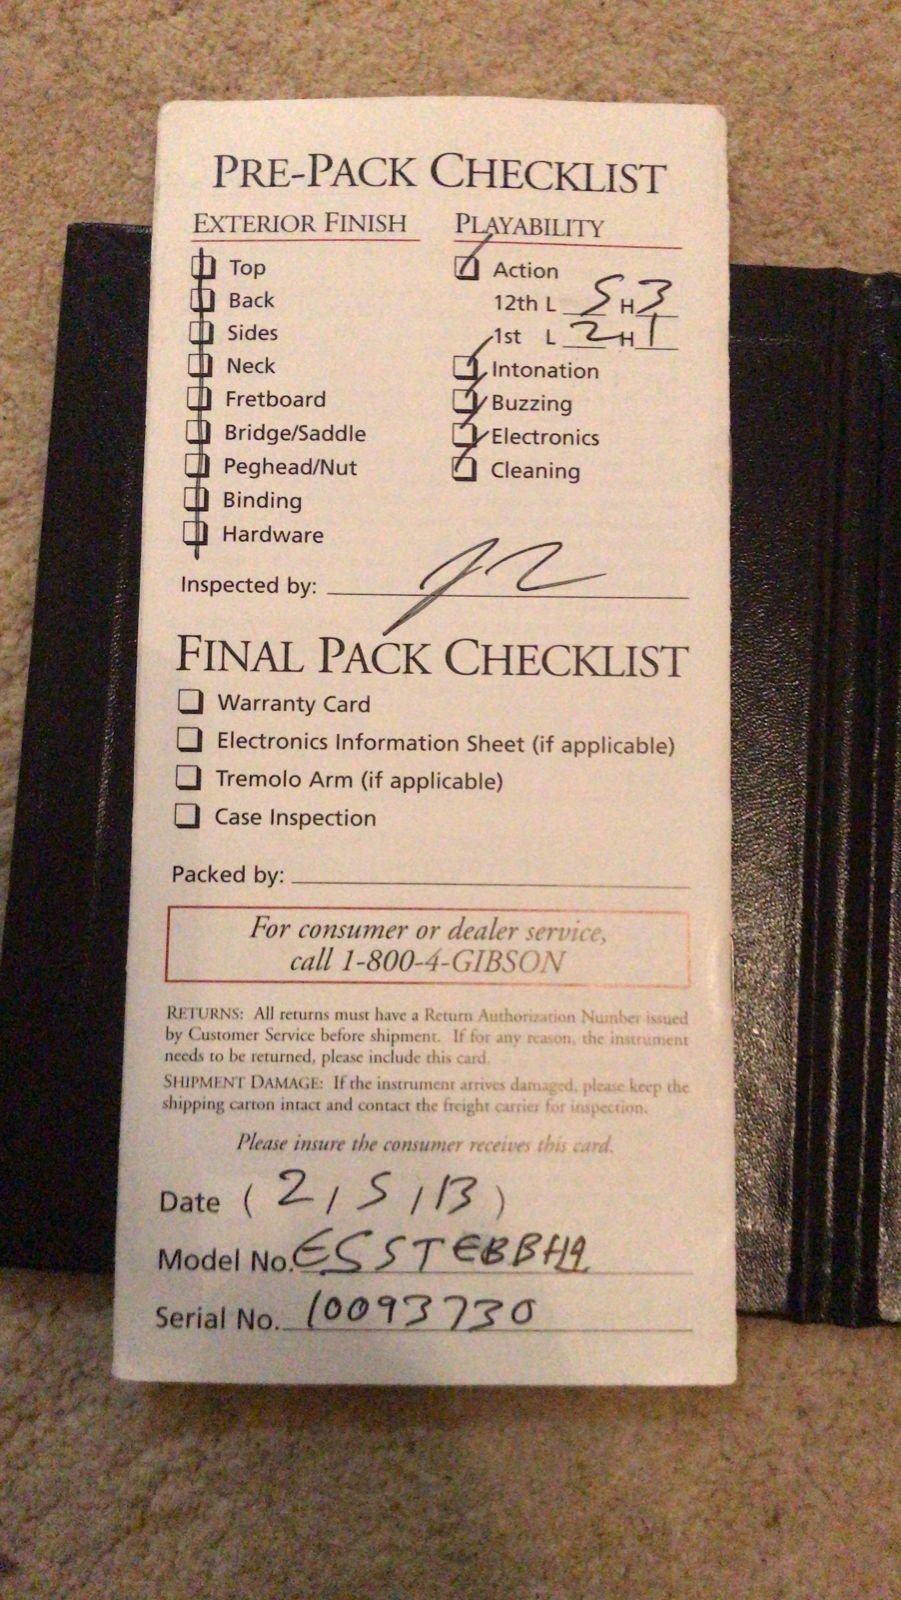 PRE-PACK CHECKLIST
EXTERIOR FINISH
Top
Back
Sides
Neck
Fretboard
Bridge/Saddle
Peghead/Nut
Binding
Hardware
PLAYABILITY
Action
12th L 5 H 3
1st L 2 H 1
Intonation
Buzzing
Electronics
Cleaning
Inspected by:
FINAL PACK CHECKLIST
Warranty Card
Electronics Information Sheet (if applicable)
Tremolo Arm (if applicable)
Case Inspection
Packed by:
For consumer or dealer service,
call 1-800-4-GIBSON
RETURNS: All returns must have a Return Authorization Number issued
by Customer Service before shipment. If for any reason, the instrument
needs to be returned, please include this card.
SHIPMENT DAMAGE: If the instrument arrives damaged, please keep the
shipping carton intact and contact the freight carrier for inspection.
Please insure the consumer receives this card.
Date ( 2 / 5 / 13 )
Model No. ESSTEBBH9
Serial No. 10093730